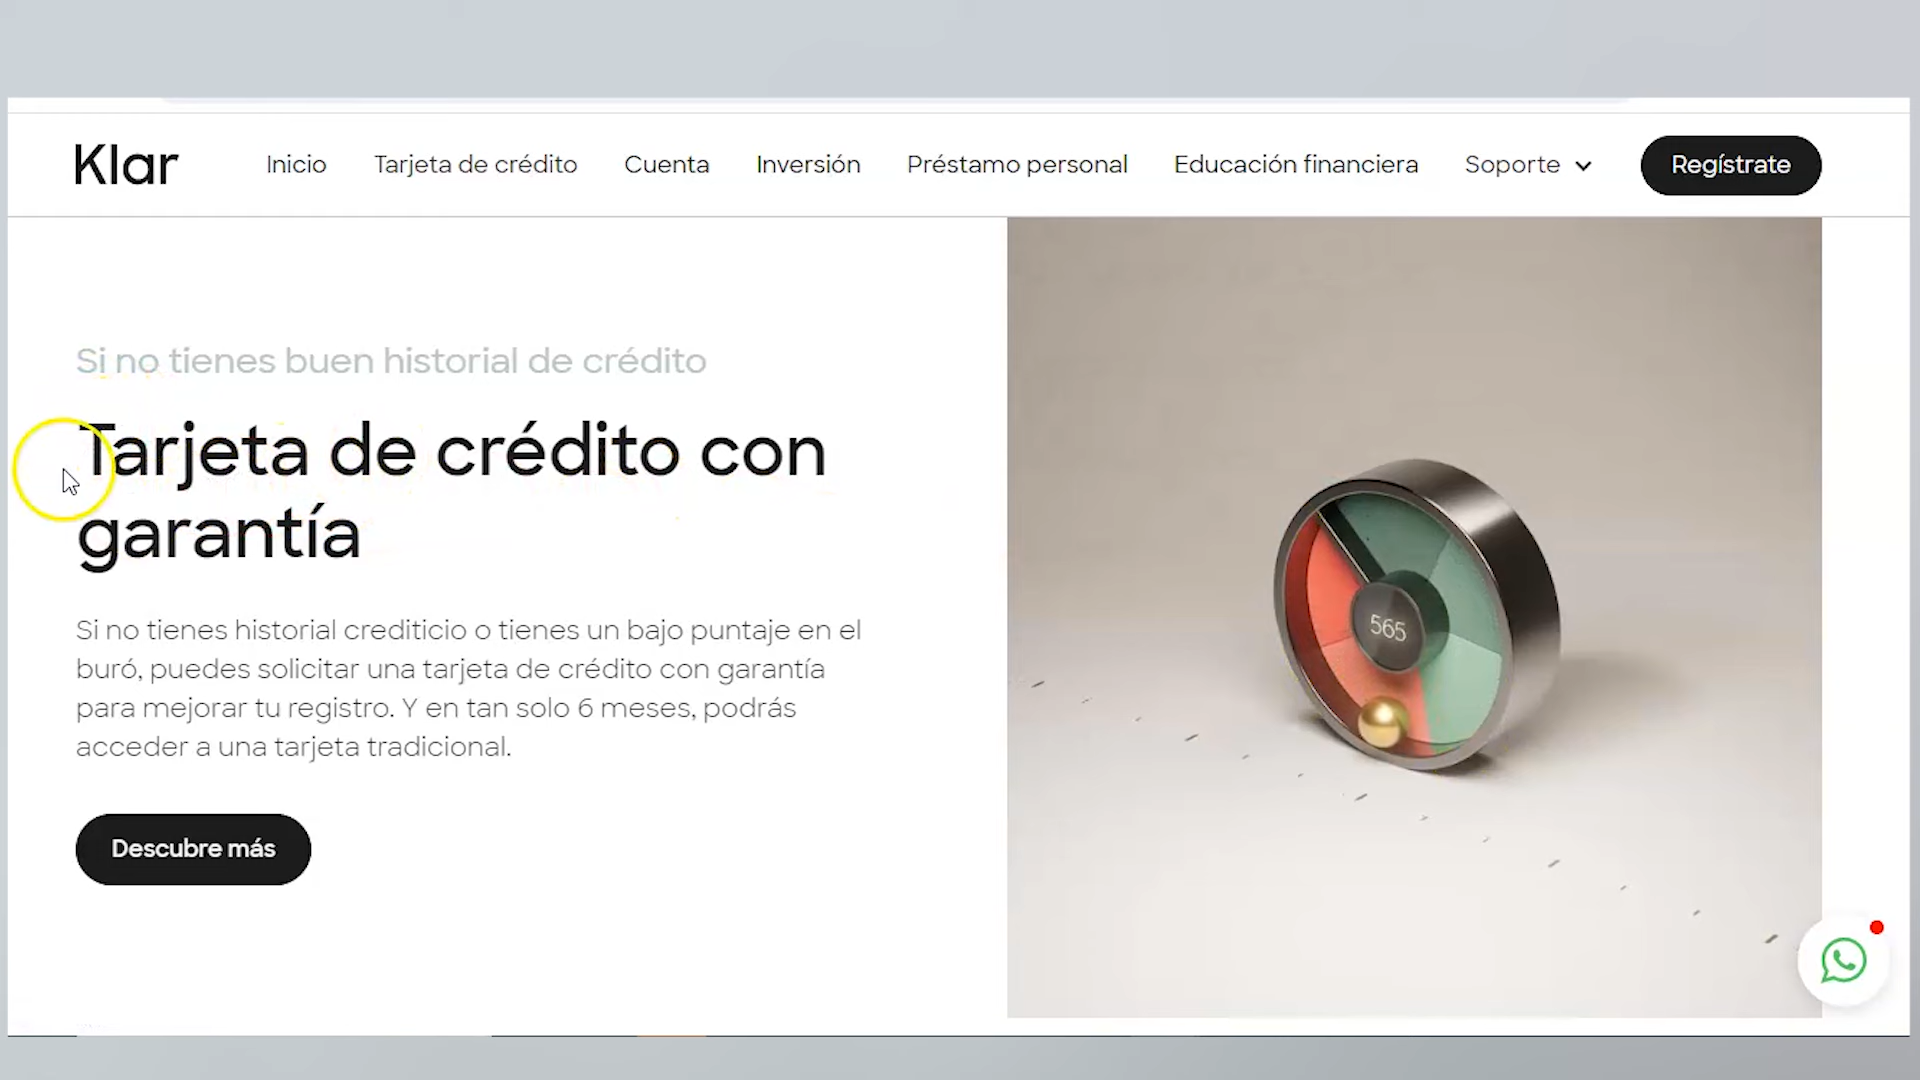 Klar
Inicio
Tarjeta de crédito
Cuenta
Inversión
Préstamo personal
Educación financiera
Soporte
Regístrate
Si no tienes buen historial de crédito
Tarjeta de crédito con
garantía
Si no tienes historial crediticio o tienes un bajo puntaje en el
buró, puedes solicitar una tarjeta de crédito con garantía
para mejorar tu registro. Y en tan solo 6 meses, podrás
acceder a una tarjeta tradicional.
Descubre más
565